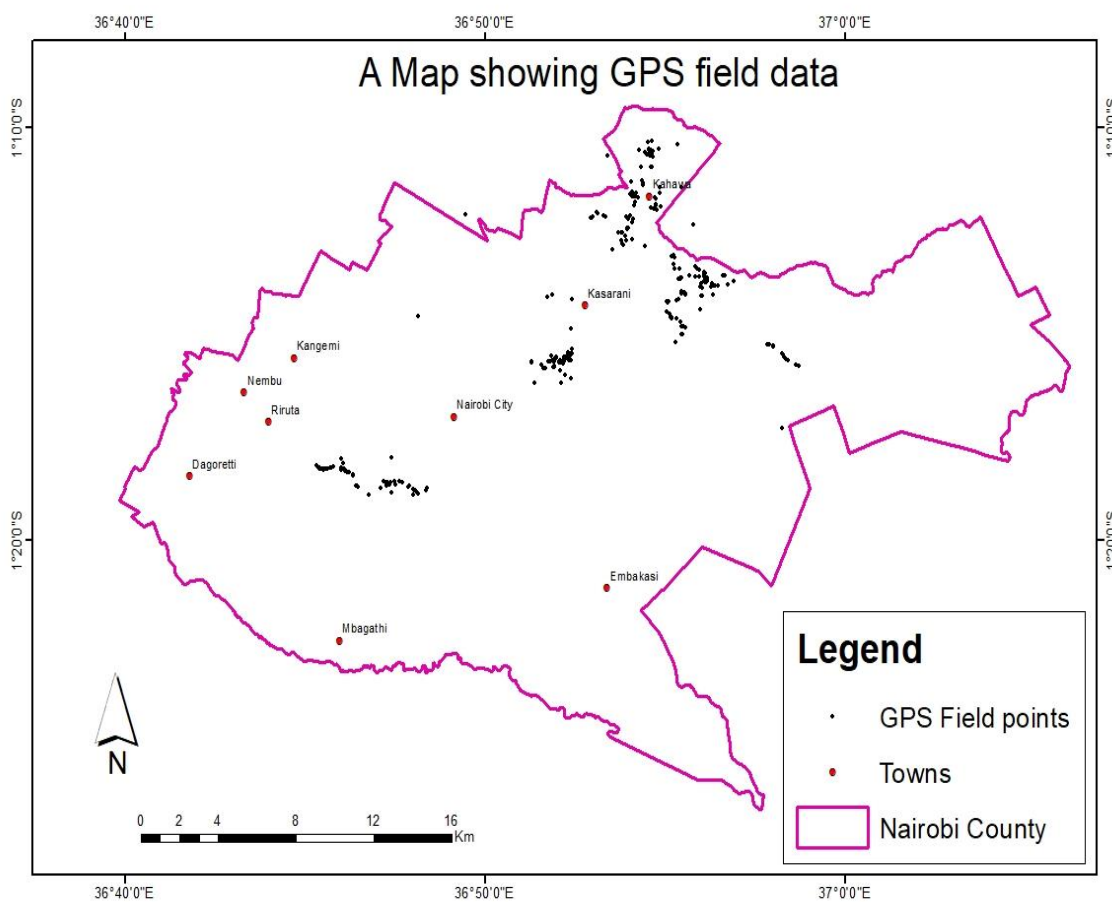 36°40'0"E 36°50'0"E 37°0'0"E
A Map showing GPS field data
1°10'0"S 1°10'0"S
Kahawa
Kasarani
Kangemi
Nembu
Riruta
Nairobi City
Dagoretti
1°20'0"S 1°20'0"S
Embakasi
Mbagathi
Legend
GPS Field points
Towns
Nairobi County
N
0 2 4 8 12 16
Km
36°40'0"E 36°50'0"E 37°0'0"E